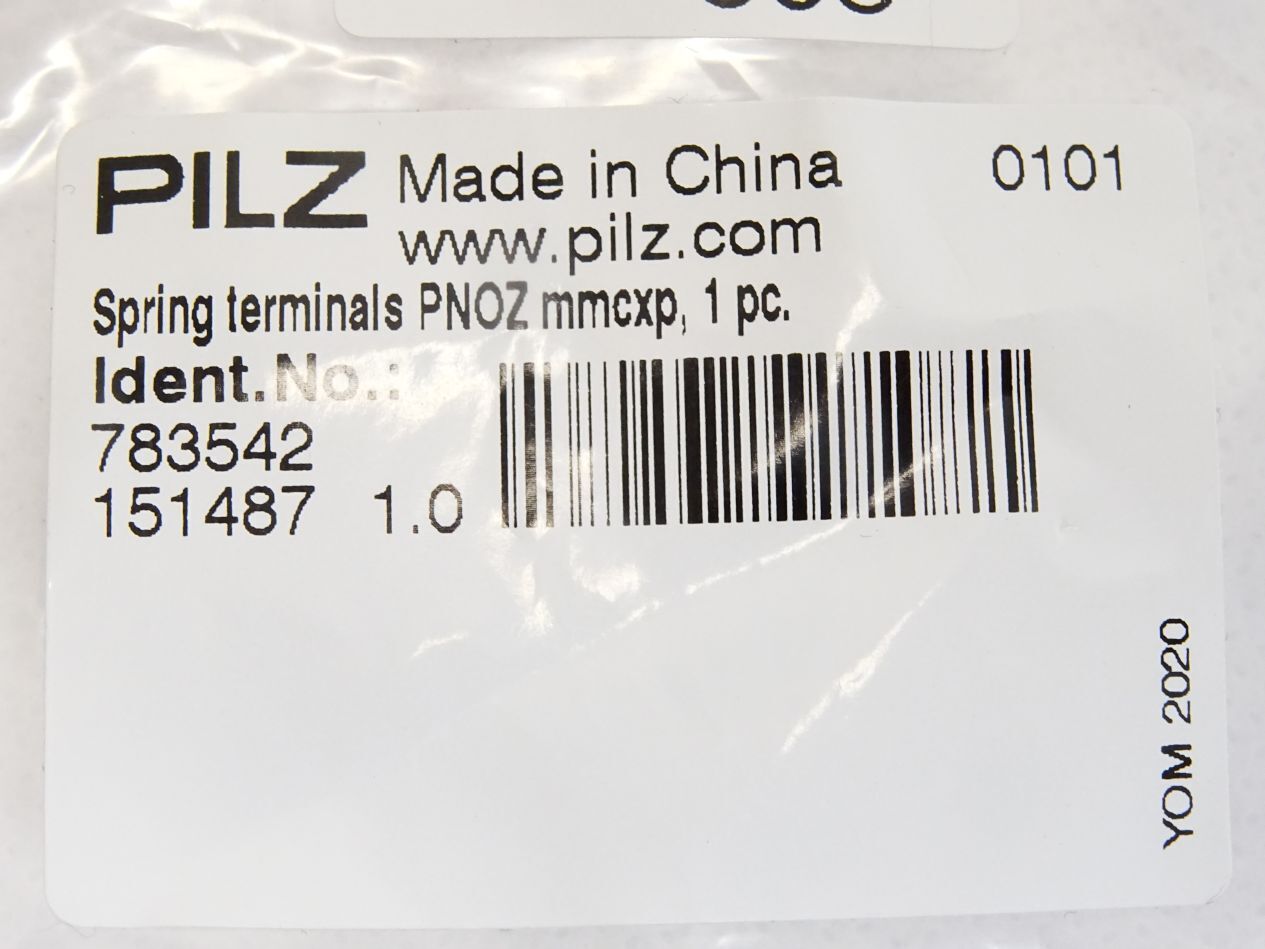 PILZ Made in China 0101
www.pilz.com
Spring terminals PNOZ mmcxp, 1 pc.
Ident.No.:
783542
151487 1.0
YOM 2020